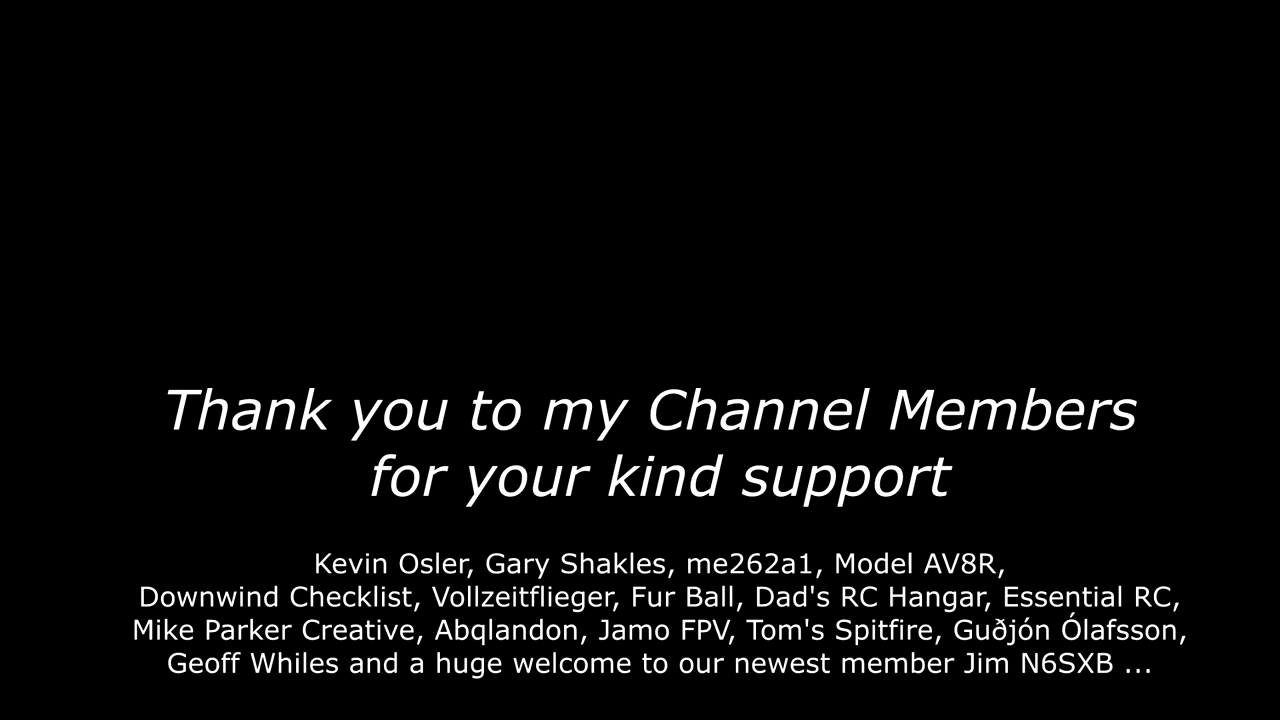 Thank you to my Channel Members
for your kind support
Kevin Osler, Gary Shakles, me262a1, Model AV8R,
Downwind Checklist, Vollzeitflieger, Fur Ball, Dad's RC Hangar, Essential RC,
Mike Parker Creative, Abqlandon, Jamo FPV, Tom's Spitfire, Guðjón Ólafsson,
Geoff Whiles and a huge welcome to our newest member Jim N6SXB ...